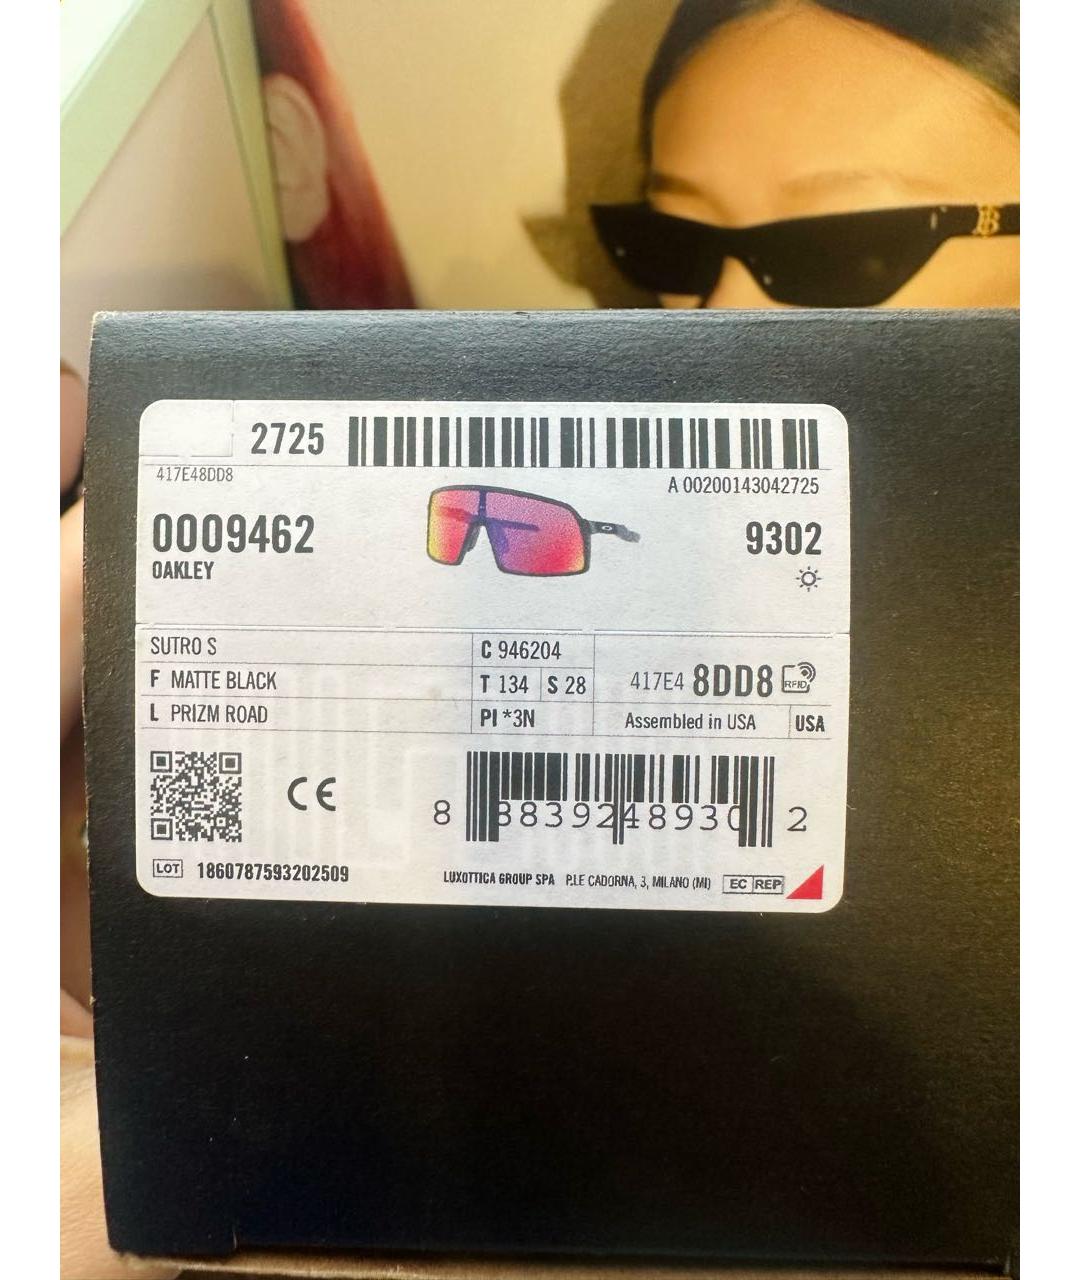 2725
417E48DD8
A 00200143042725
0009462
9302
OAKLEY
SUTRO S
C 946204
F MATTE BLACK
T 134 S 28
417E4 8DD8 RFID
L PRIZM ROAD
PI *3N
Assembled in USA USA
CE
8 88392 48930 2
LOT 1860787593202509
LUXOTTICA GROUP SPA P.LE CADORNA, 3, MILANO (MI) EC REP